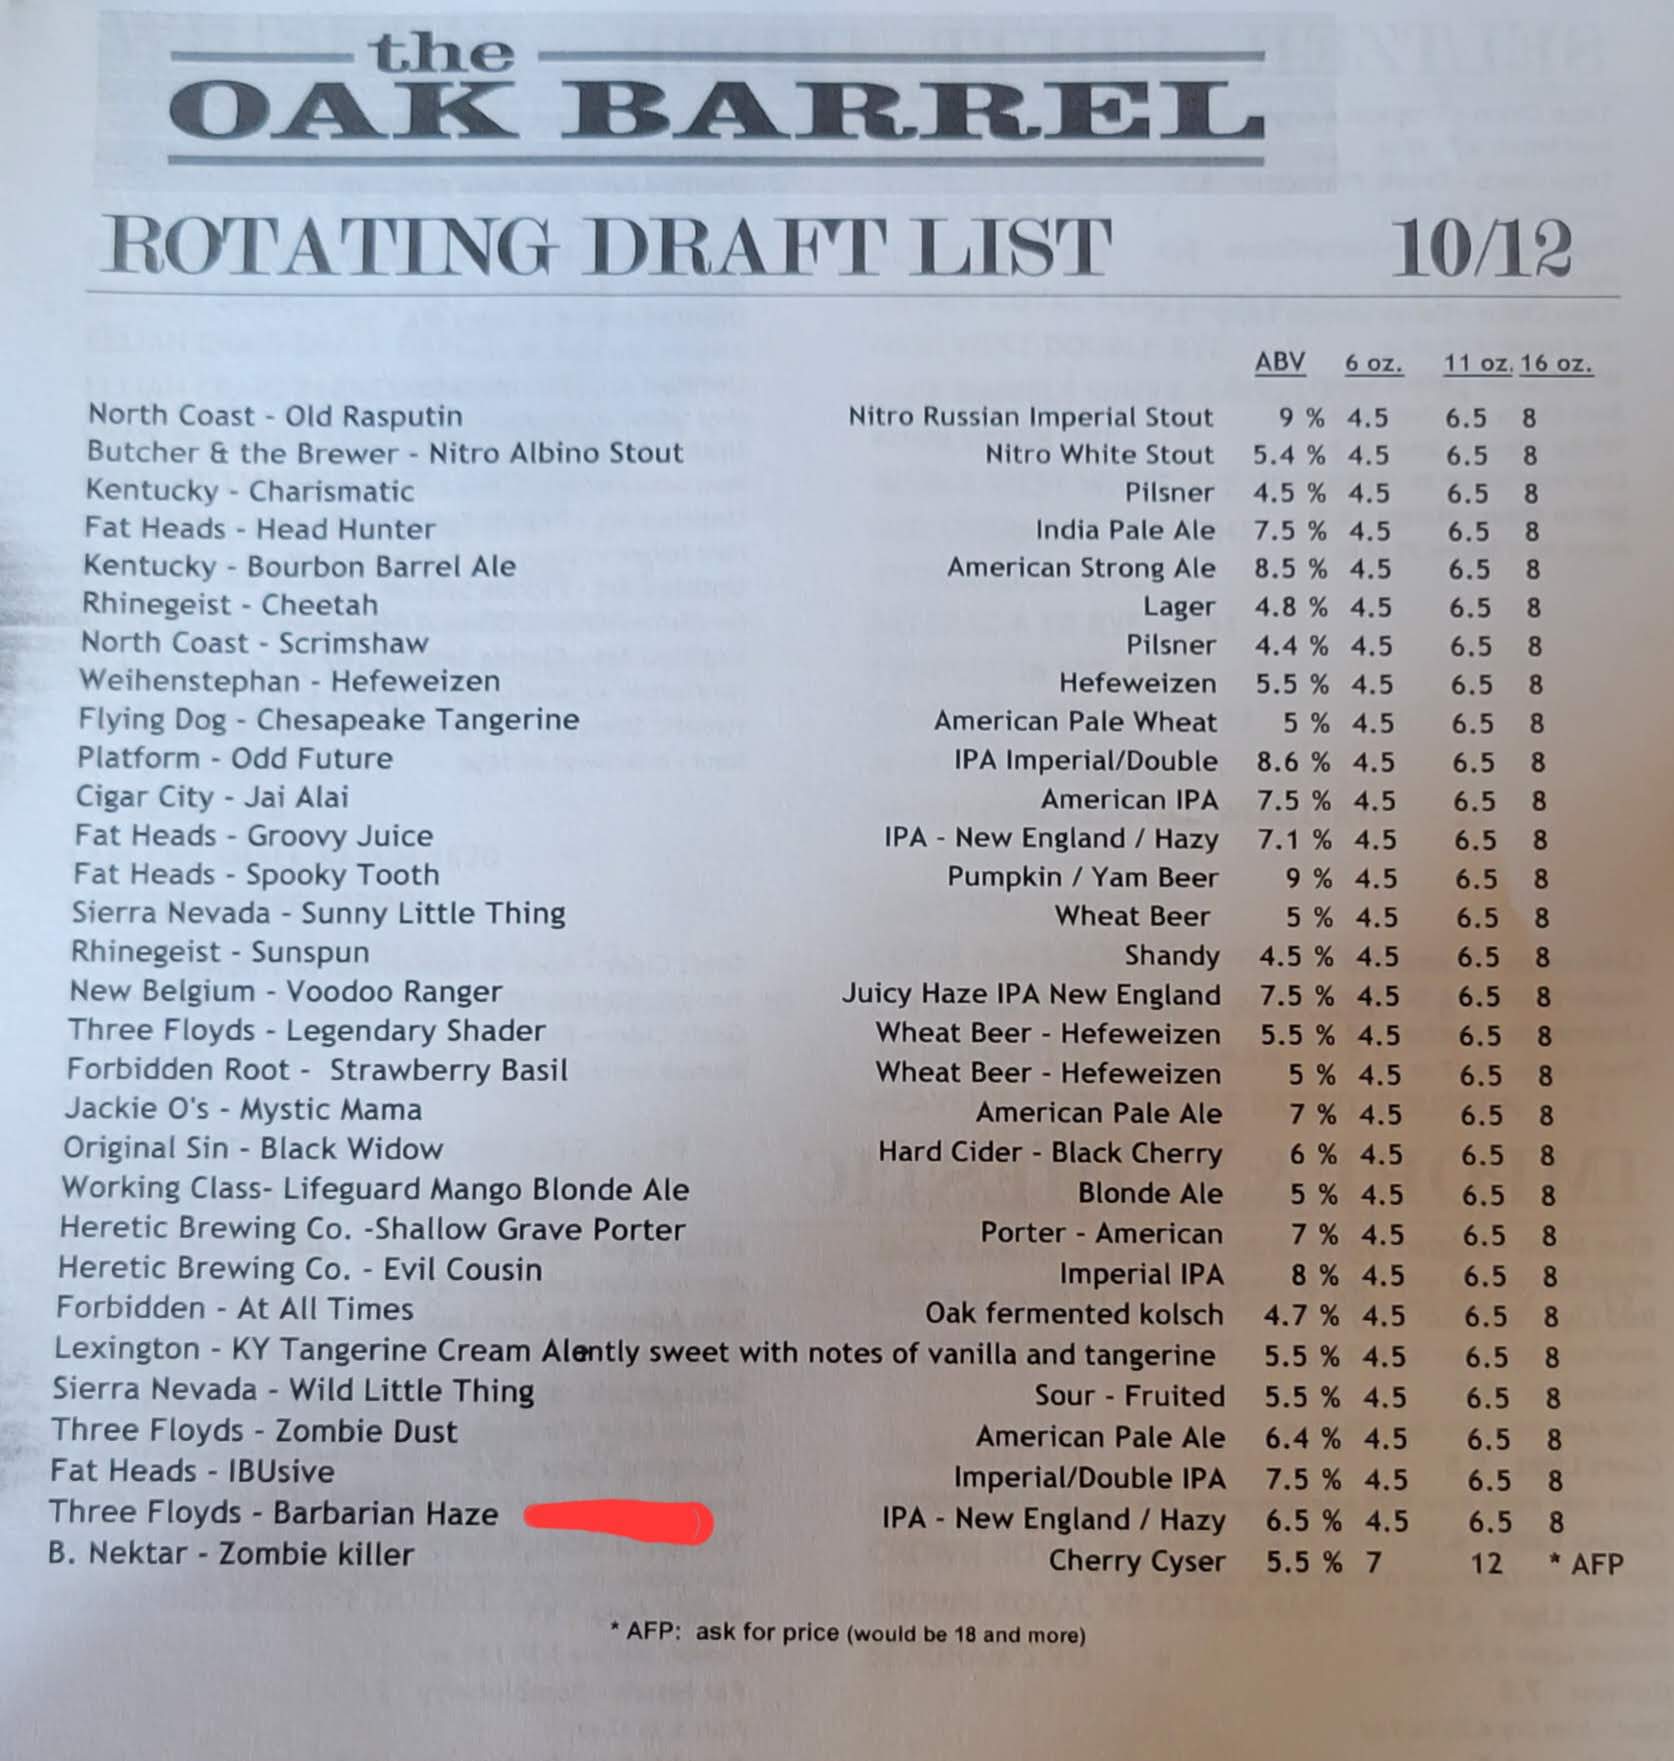 the
OAK BARREL
ROTATING DRAFT LIST 10/12
ABV 6 oz. 11 oz. 16 oz.
North Coast - Old Rasputin Nitro Russian Imperial Stout 9 % 4.5 6.5 8
Butcher & the Brewer - Nitro Albino Stout Nitro White Stout 5.4 % 4.5 6.5 8
Kentucky - Charismatic Pilsner 4.5 % 4.5 6.5 8
Fat Heads - Head Hunter India Pale Ale 7.5 % 4.5 6.5 8
Kentucky - Bourbon Barrel Ale American Strong Ale 8.5 % 4.5 6.5 8
Rhinegeist - Cheetah Lager 4.8 % 4.5 6.5 8
North Coast - Scrimshaw Pilsner 4.4 % 4.5 6.5 8
Weihenstephan - Hefeweizen Hefeweizen 5.5 % 4.5 6.5 8
Flying Dog - Chesapeake Tangerine American Pale Wheat 5 % 4.5 6.5 8
Platform - Odd Future IPA Imperial/Double 8.6 % 4.5 6.5 8
Cigar City - Jai Alai American IPA 7.5 % 4.5 6.5 8
Fat Heads - Groovy Juice IPA - New England / Hazy 7.1 % 4.5 6.5 8
Fat Heads - Spooky Tooth Pumpkin / Yam Beer 9 % 4.5 6.5 8
Sierra Nevada - Sunny Little Thing Wheat Beer 5 % 4.5 6.5 8
Rhinegeist - Sunspun Shandy 4.5 % 4.5 6.5 8
New Belgium - Voodoo Ranger Juicy Haze IPA New England 7.5 % 4.5 6.5 8
Three Floyds - Legendary Shader Wheat Beer - Hefeweizen 5.5 % 4.5 6.5 8
Forbidden Root - Strawberry Basil Wheat Beer - Hefeweizen 5 % 4.5 6.5 8
Jackie O's - Mystic Mama American Pale Ale 7 % 4.5 6.5 8
Original Sin - Black Widow Hard Cider - Black Cherry 6 % 4.5 6.5 8
Working Class- Lifeguard Mango Blonde Ale Blonde Ale 5 % 4.5 6.5 8
Heretic Brewing Co. -Shallow Grave Porter Porter - American 7 % 4.5 6.5 8
Heretic Brewing Co. - Evil Cousin Imperial IPA 8 % 4.5 6.5 8
Forbidden - At All Times Oak fermented kolsch 4.7 % 4.5 6.5 8
Lexington - KY Tangerine Cream Alently sweet with notes of vanilla and tangerine 5.5 % 4.5 6.5 8
Sierra Nevada - Wild Little Thing Sour - Fruited 5.5 % 4.5 6.5 8
Three Floyds - Zombie Dust American Pale Ale 6.4 % 4.5 6.5 8
Fat Heads - IBUsive Imperial/Double IPA 7.5 % 4.5 6.5 8
Three Floyds - Barbarian Haze IPA - New England / Hazy 6.5 % 4.5 6.5 8
B. Nektar - Zombie killer Cherry Cyser 5.5 % 7 12 * AFP
* AFP: ask for price (would be 18 and more)